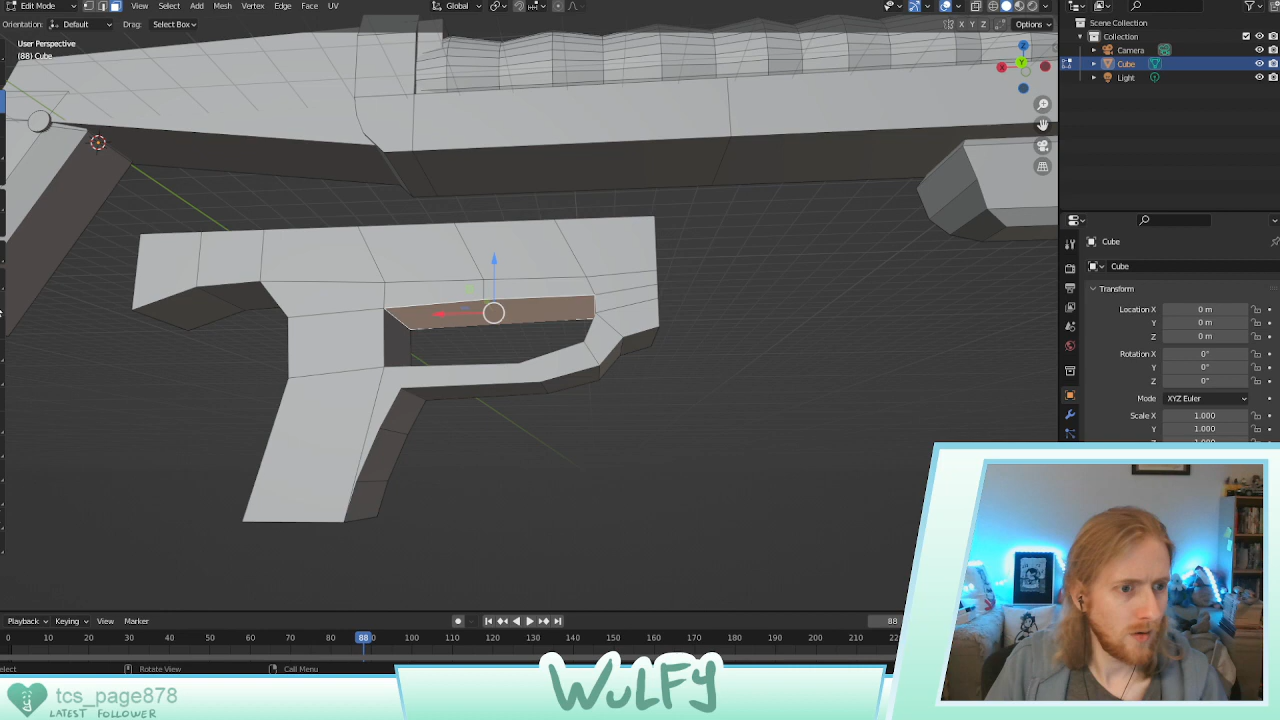 Edit Mode View Select Add Mesh Vertex Edge Face UV Global
Orientation: Default Drag: Select Box X Y Z Options
User Perspective
(88) Cube
Scene Collection
Collection
Camera
Cube
Light
Cube
Cube
Transform
Location X 0 m
Y 0 m
Z 0 m
Rotation X 0°
Y 0°
Z 0°
Mode XYZ Euler
Scale X 1.000
Y 1.000
Playback Keying View Marker 88
0 10 20 30 40 50 60 70 80 88 100 110 120 130 140 150 160 170 180 190 200 210
elect Rotate View Call Menu
tcs_page878
LATEST FOLLOWER
WULFY